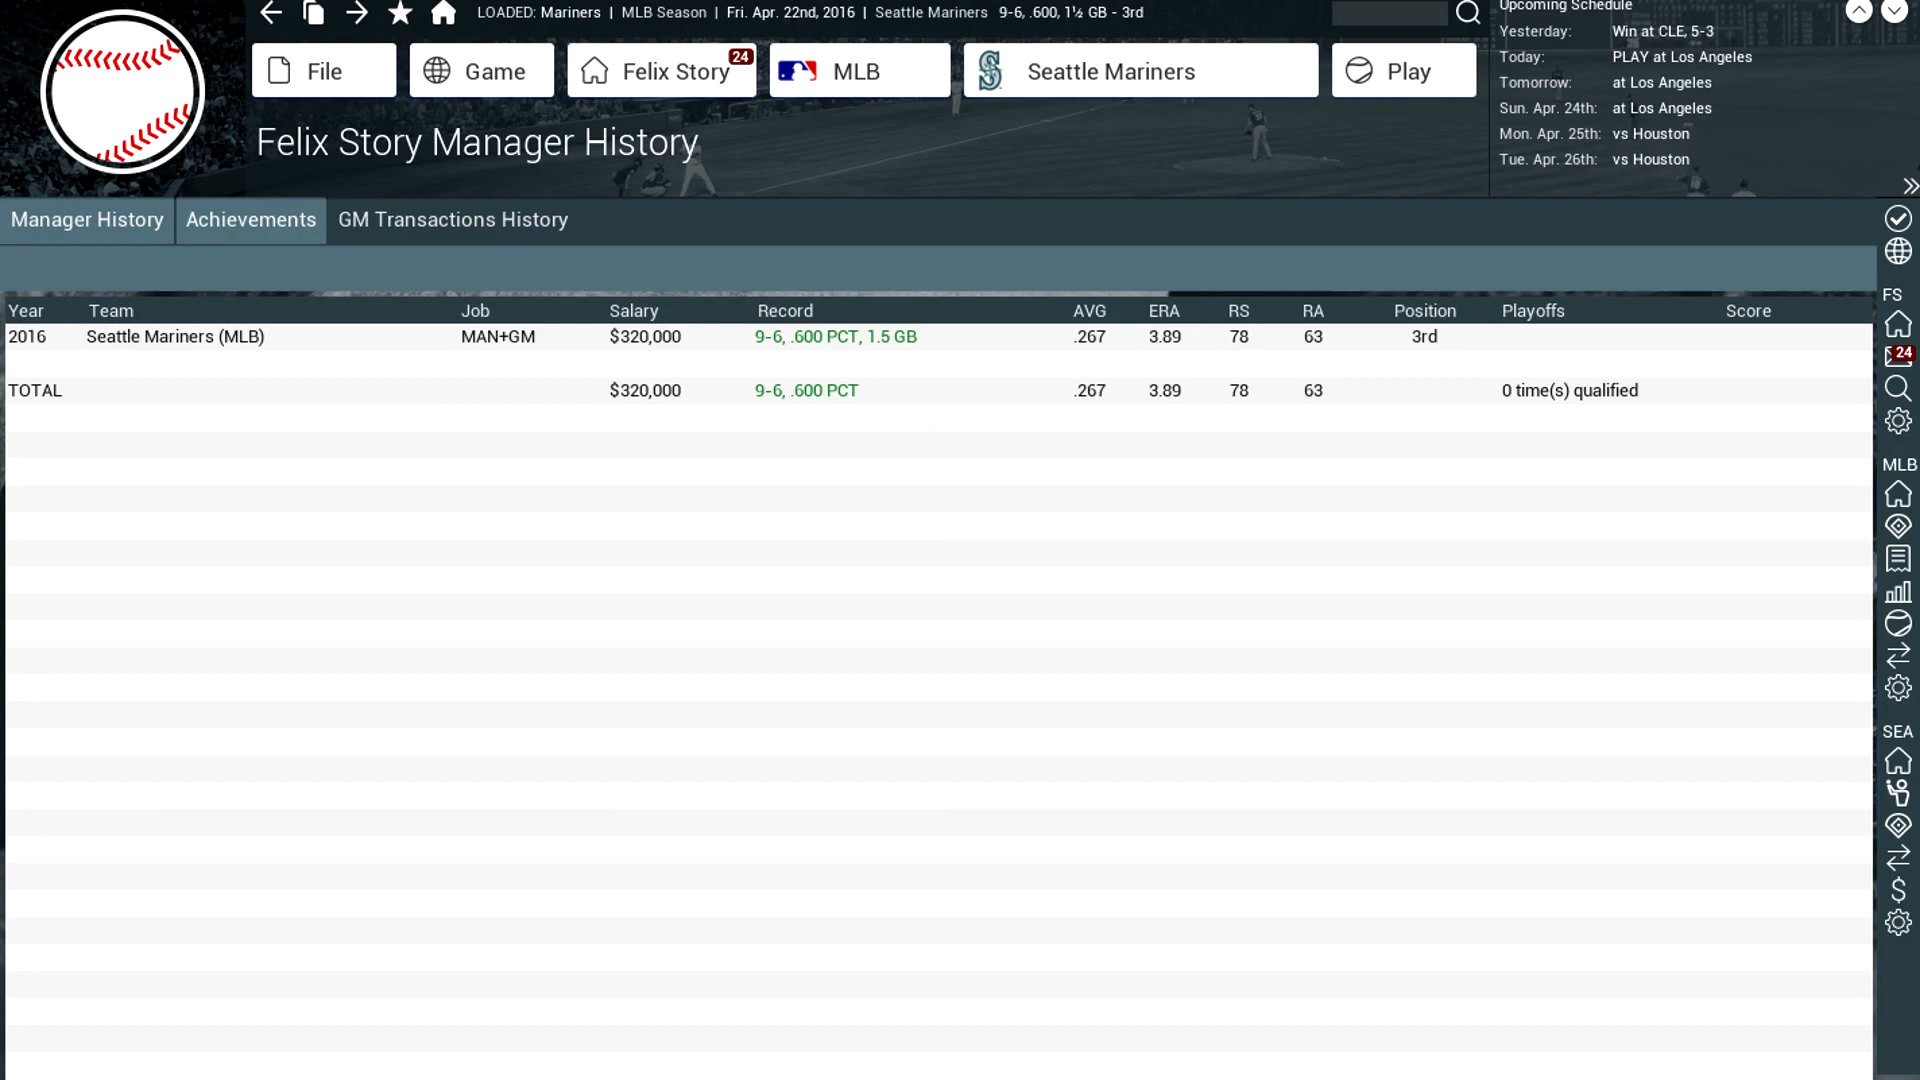 LOADED: Mariners | MLB Season | Fri. Apr. 22nd, 2016 | Seattle Mariners 9-6, .600, 1½ GB - 3rd
File
Game
Felix Story 24
MLB
Seattle Mariners
Play
Felix Story Manager History
Upcoming Schedule
Yesterday: Win at CLE, 5-3
Today: PLAY at Los Angeles
Tomorrow: at Los Angeles
Sun. Apr. 24th: at Los Angeles
Mon. Apr. 25th: vs Houston
Tue. Apr. 26th: vs Houston
Manager History Achievements GM Transactions History
Year Team Job Salary Record AVG ERA RS RA Position Playoffs Score
2016 Seattle Mariners (MLB) MAN+GM $320,000 9-6, .600 PCT, 1.5 GB .267 3.89 78 63 3rd
TOTAL $320,000 9-6, .600 PCT .267 3.89 78 63 0 time(s) qualified
FS
24
MLB
SEA